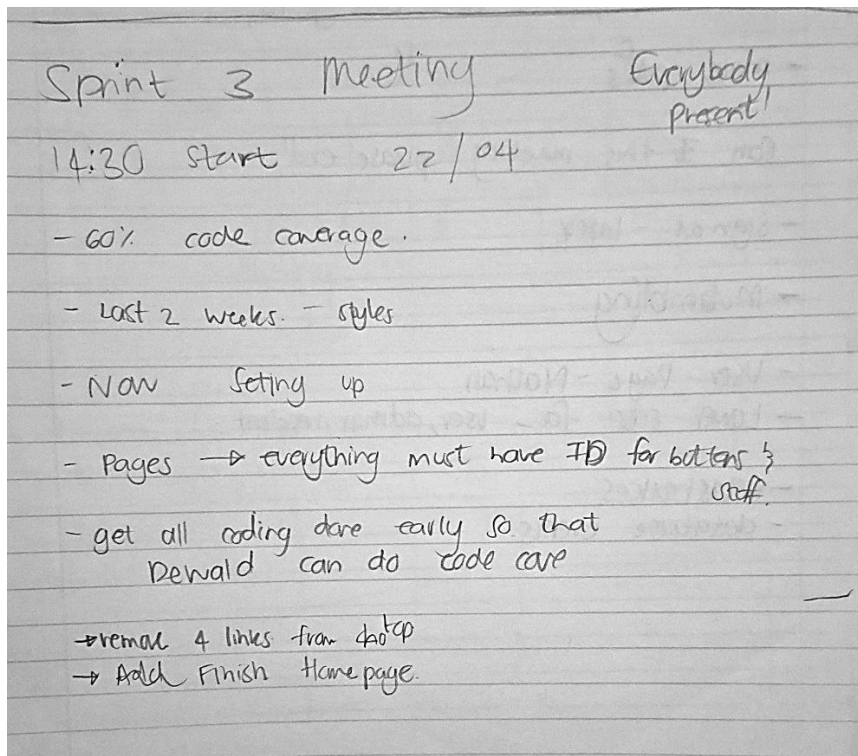 Sprint 3 Meeting
Everybody
Present!
14:30 Start 22/04
- 60% code coverage.
- Last 2 weeks. - styles
- Now Seting up
- Pages → everything must have ID for buttons &
stuff.
- get all coding done early so that
Dewald can do code cove
→ remove 4 links from
→ Add Finish Home page.